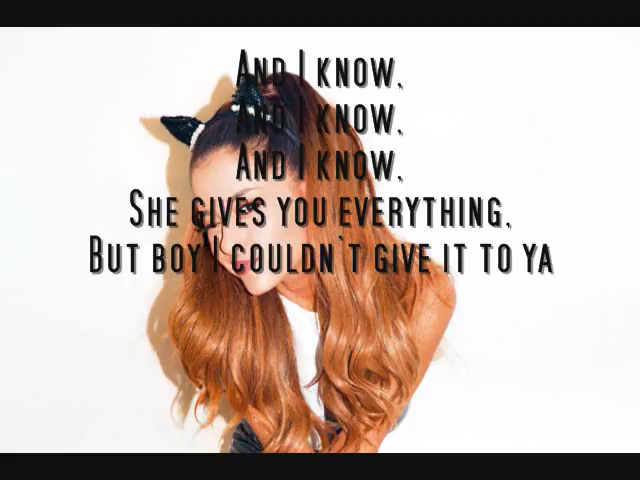 And I know,
And I know,
And I know,
She gives you everything,
But boy I couldn't give it to ya